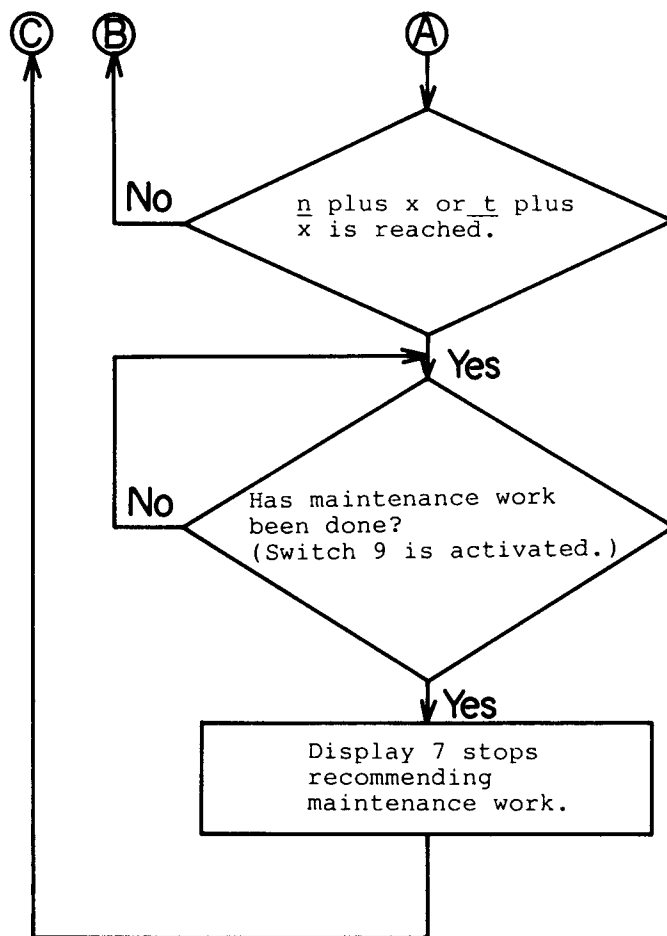 C B A
No
n plus x or t plus
x is reached.
Yes
No
Has maintenance work
been done?
(Switch 9 is activated.)
Yes
Display 7 stops
recommending
maintenance work.